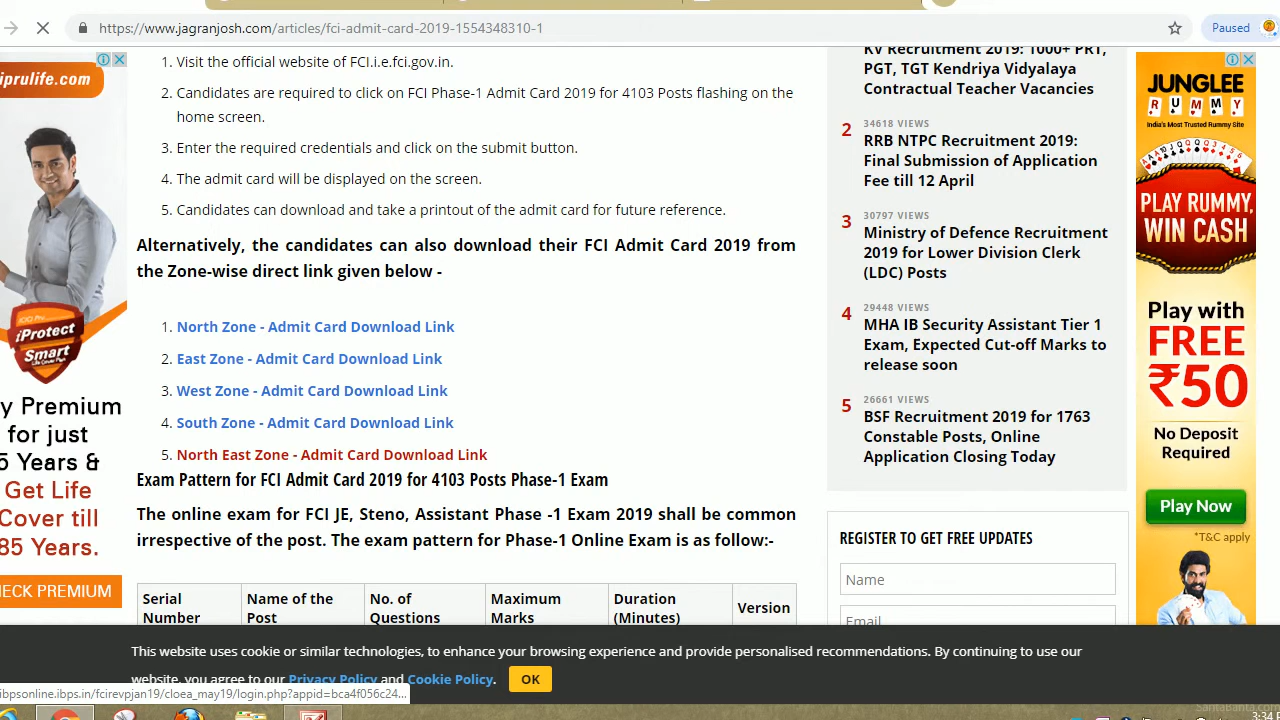 https://www.jagranjosh.com/articles/fci-admit-card-2019-1554348310-1
Paused
iprulife.com
iProtect
Smart
y Premium
for just
5 Years &
Get Life
Cover till
85 Years.
ECK PREMIUM
1. Visit the official website of FCI.i.e.fci.gov.in.
2. Candidates are required to click on FCI Phase-1 Admit Card 2019 for 4103 Posts flashing on the
home screen.
3. Enter the required credentials and click on the submit button.
4. The admit card will be displayed on the screen.
5. Candidates can download and take a printout of the admit card for future reference.
Alternatively, the candidates can also download their FCI Admit Card 2019 from
the Zone-wise direct link given below -
1. North Zone - Admit Card Download Link
2. East Zone - Admit Card Download Link
3. West Zone - Admit Card Download Link
4. South Zone - Admit Card Download Link
5. North East Zone - Admit Card Download Link
Exam Pattern for FCI Admit Card 2019 for 4103 Posts Phase-1 Exam
The online exam for FCI JE, Steno, Assistant Phase -1 Exam 2019 shall be common
irrespective of the post. The exam pattern for Phase-1 Online Exam is as follow:-
Serial Number
Name of the Post
No. of Questions
Maximum Marks
Duration (Minutes)
Version
KV Recruitment 2019: 1000+ PRT,
PGT, TGT Kendriya Vidyalaya
Contractual Teacher Vacancies
2 34618 VIEWS
RRB NTPC Recruitment 2019:
Final Submission of Application
Fee till 12 April
3 30797 VIEWS
Ministry of Defence Recruitment
2019 for Lower Division Clerk
(LDC) Posts
4 29448 VIEWS
MHA IB Security Assistant Tier 1
Exam, Expected Cut-off Marks to
release soon
5 26661 VIEWS
BSF Recruitment 2019 for 1763
Constable Posts, Online
Application Closing Today
REGISTER TO GET FREE UPDATES
Name
Email
JUNGLEE
RUMMY
India's Most Trusted Rummy Site
PLAY RUMMY,
WIN CASH
Play with
FREE
₹50
No Deposit
Required
Play Now
*T&C apply
This website uses cookie or similar technologies, to enhance your browsing experience and provide personalised recommendations. By continuing to use our
website, you agree to our Privacy Policy and Cookie Policy.
OK
ibpsonline.ibps.in/fcirevpjan19/cloea_may19/login.php?appid=bca4f056c24...
SantaBanta.com
3:34